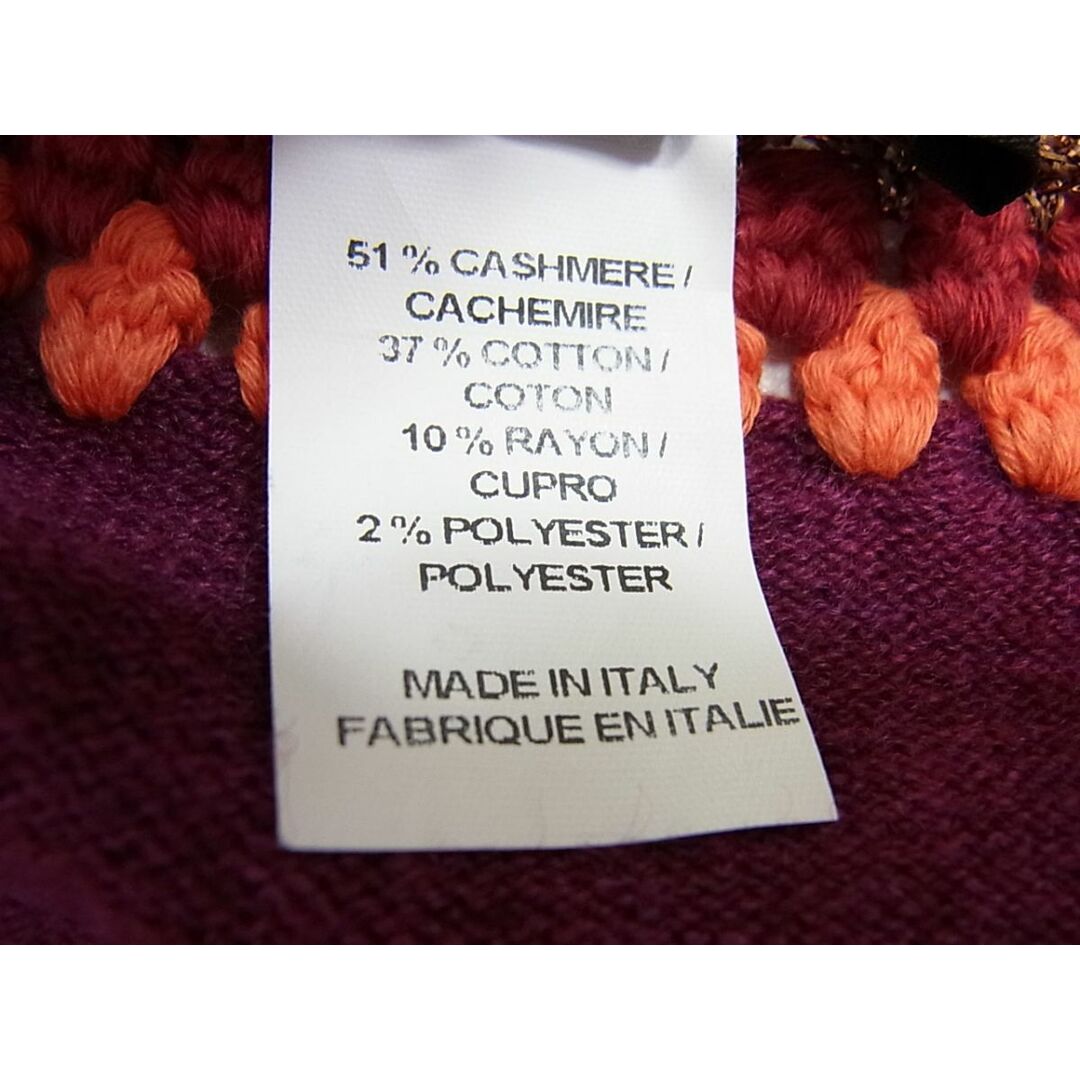 51 % CASHMERE /
CACHEMIRE
37 % COTTON /
COTON
10 % RAYON /
CUPRO
2 % POLYESTER /
POLYESTER
MADE IN ITALY
FABRIQUE EN ITALIE